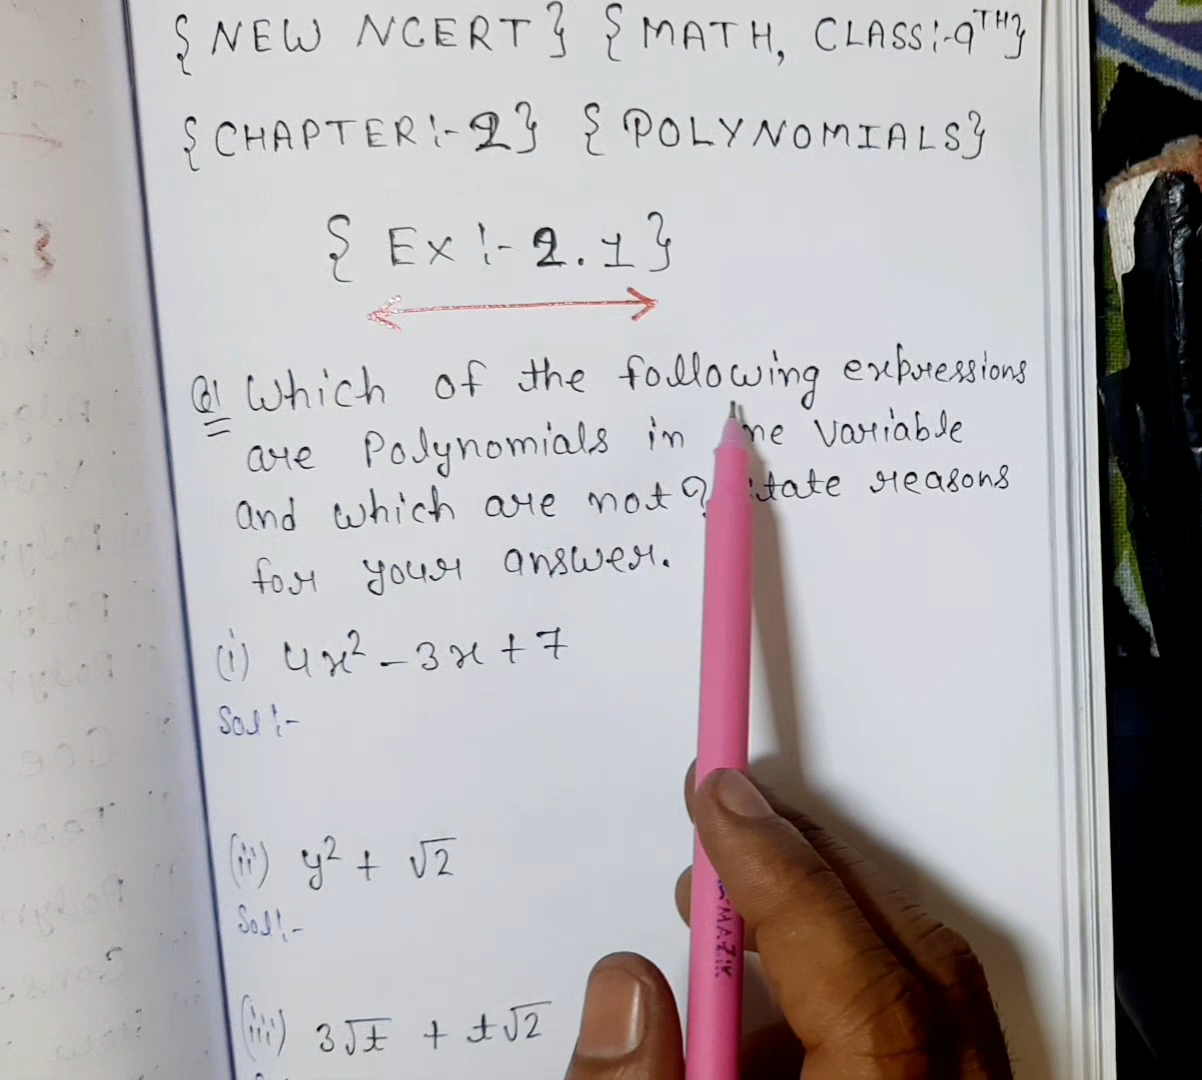 { NEW NCERT } { MATH, CLASS:-9TH}
{CHAPTER:-2} { POLYNOMIALS}
{ Ex:-2.1}
Q1 Which of the following expressions
are Polynomials in variable
and which are not? reasons
for your answer.
(i) 4x² - 3x + 7
Sol:-
(ii) y² + √2
Sol:-
(iii) 3√t + t√2